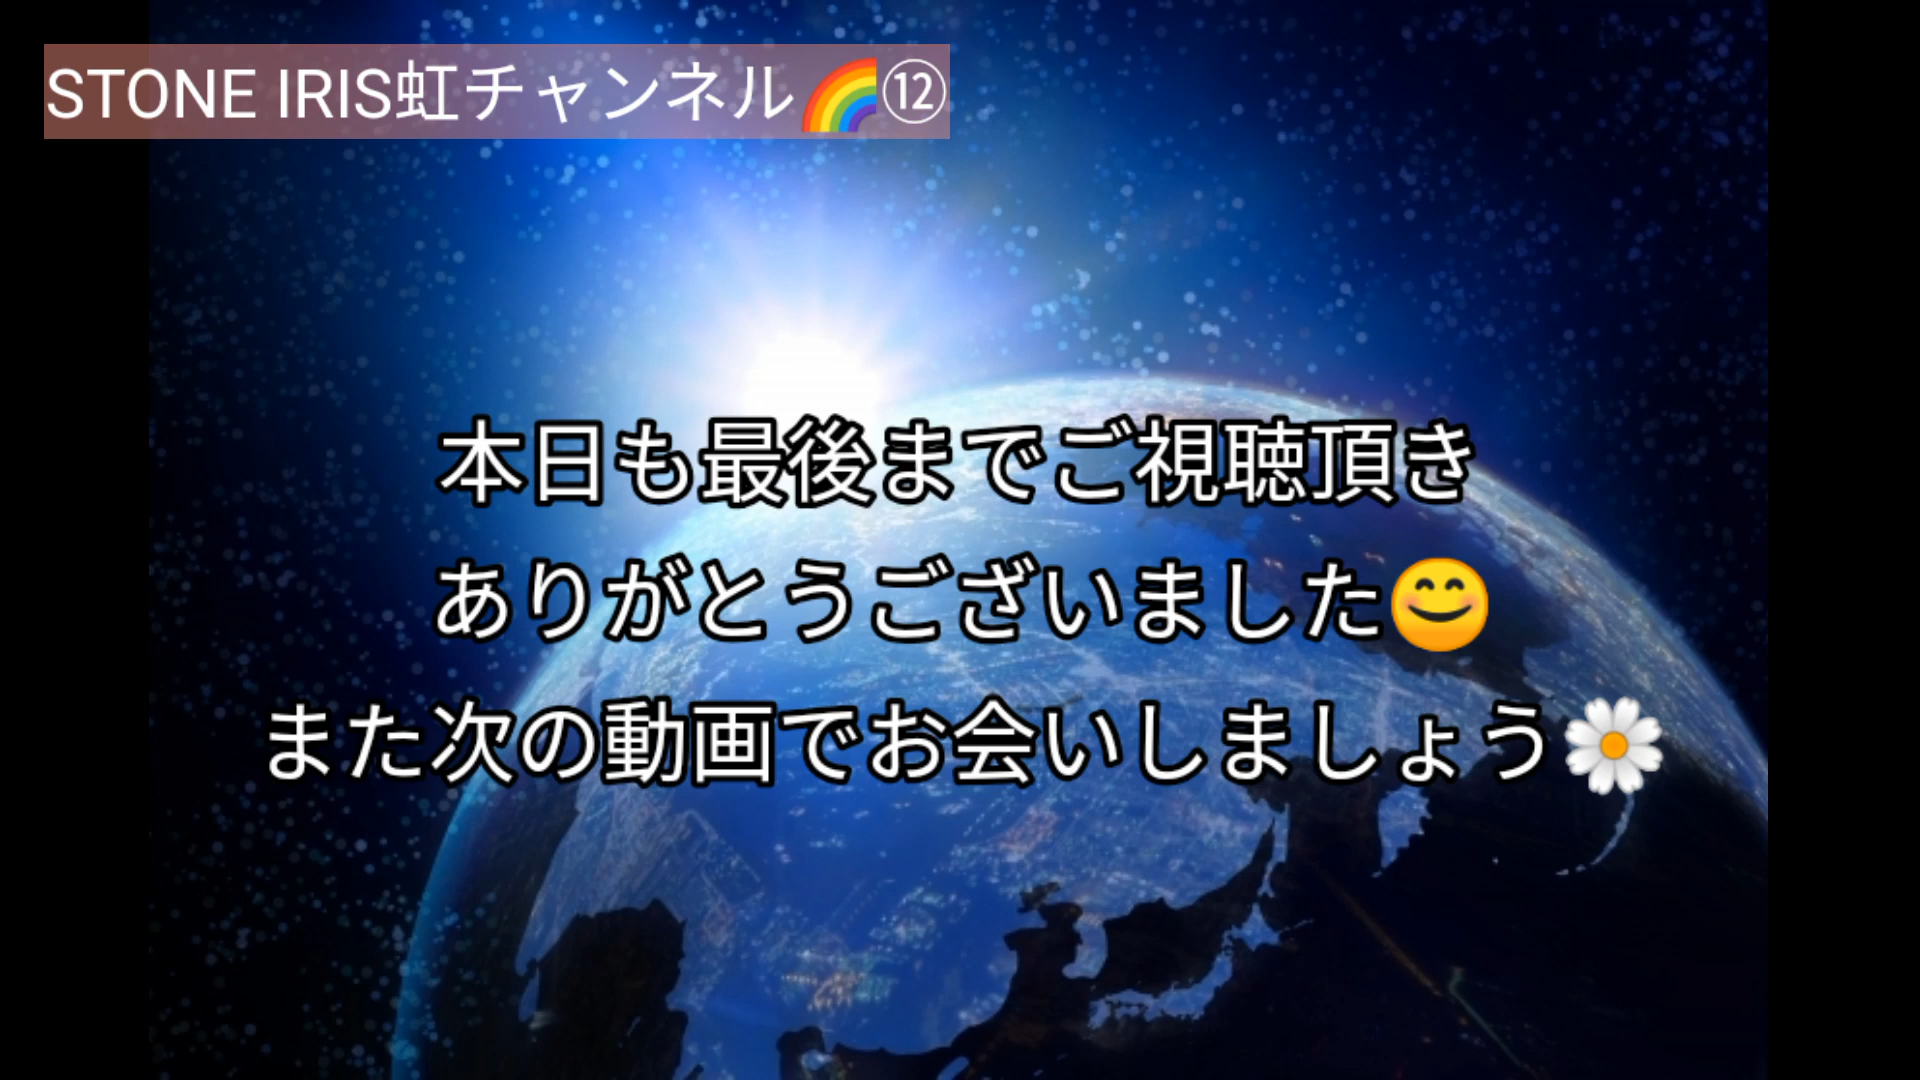 STONE IRIS虹チャンネル🌈⑫
本日も最後までご視聴頂き
ありがとうございました😊
また次の動画でお会いしましょう🌼